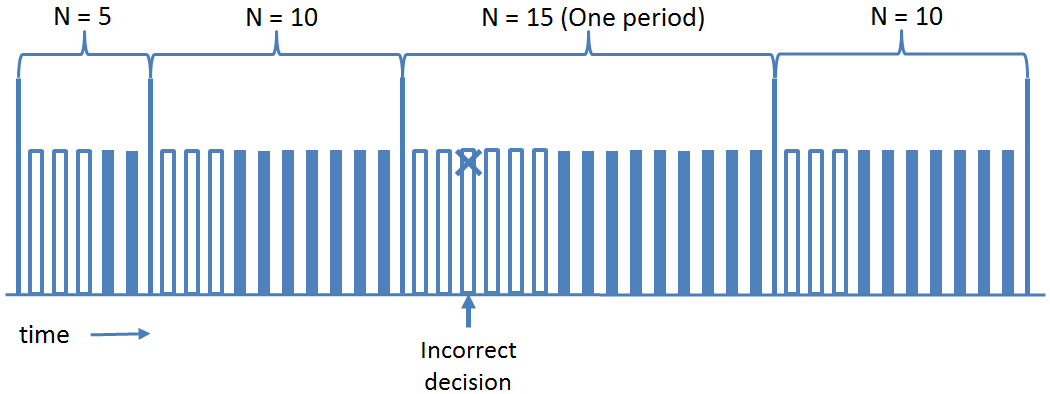 N = 5
N = 10
N = 15 (One period)
N = 10
time
Incorrect
decision